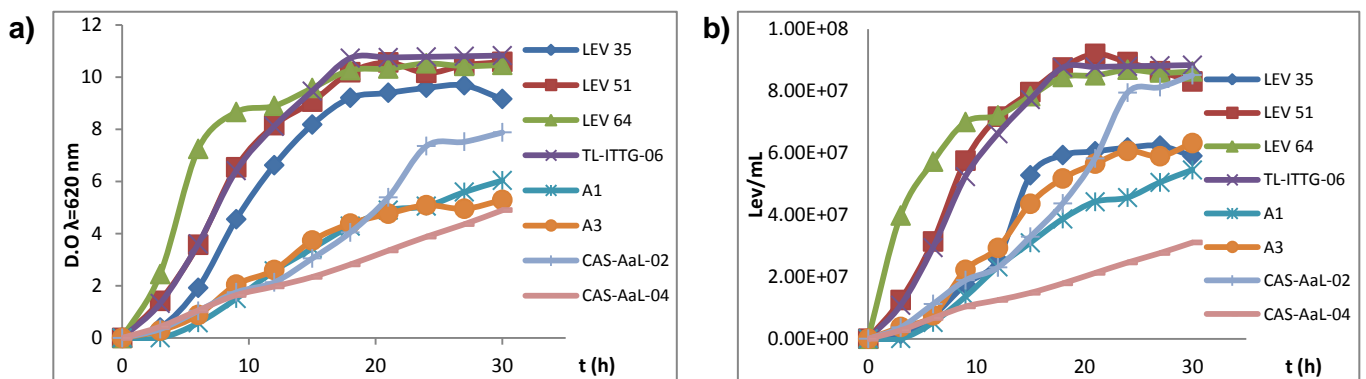 a)
D.O λ=620 nm
12
10
8
6
4
2
0
0
10
20
30
t (h)
LEV 35
LEV 51
LEV 64
TL-ITTG-06
A1
A3
CAS-AaL-02
CAS-AaL-04
b)
Lev/mL
1.00E+08
8.00E+07
6.00E+07
4.00E+07
2.00E+07
0.00E+00
0
10
20
30
t (h)
LEV 35
LEV 51
LEV 64
TL-ITTG-06
A1
A3
CAS-AaL-02
CAS-AaL-04